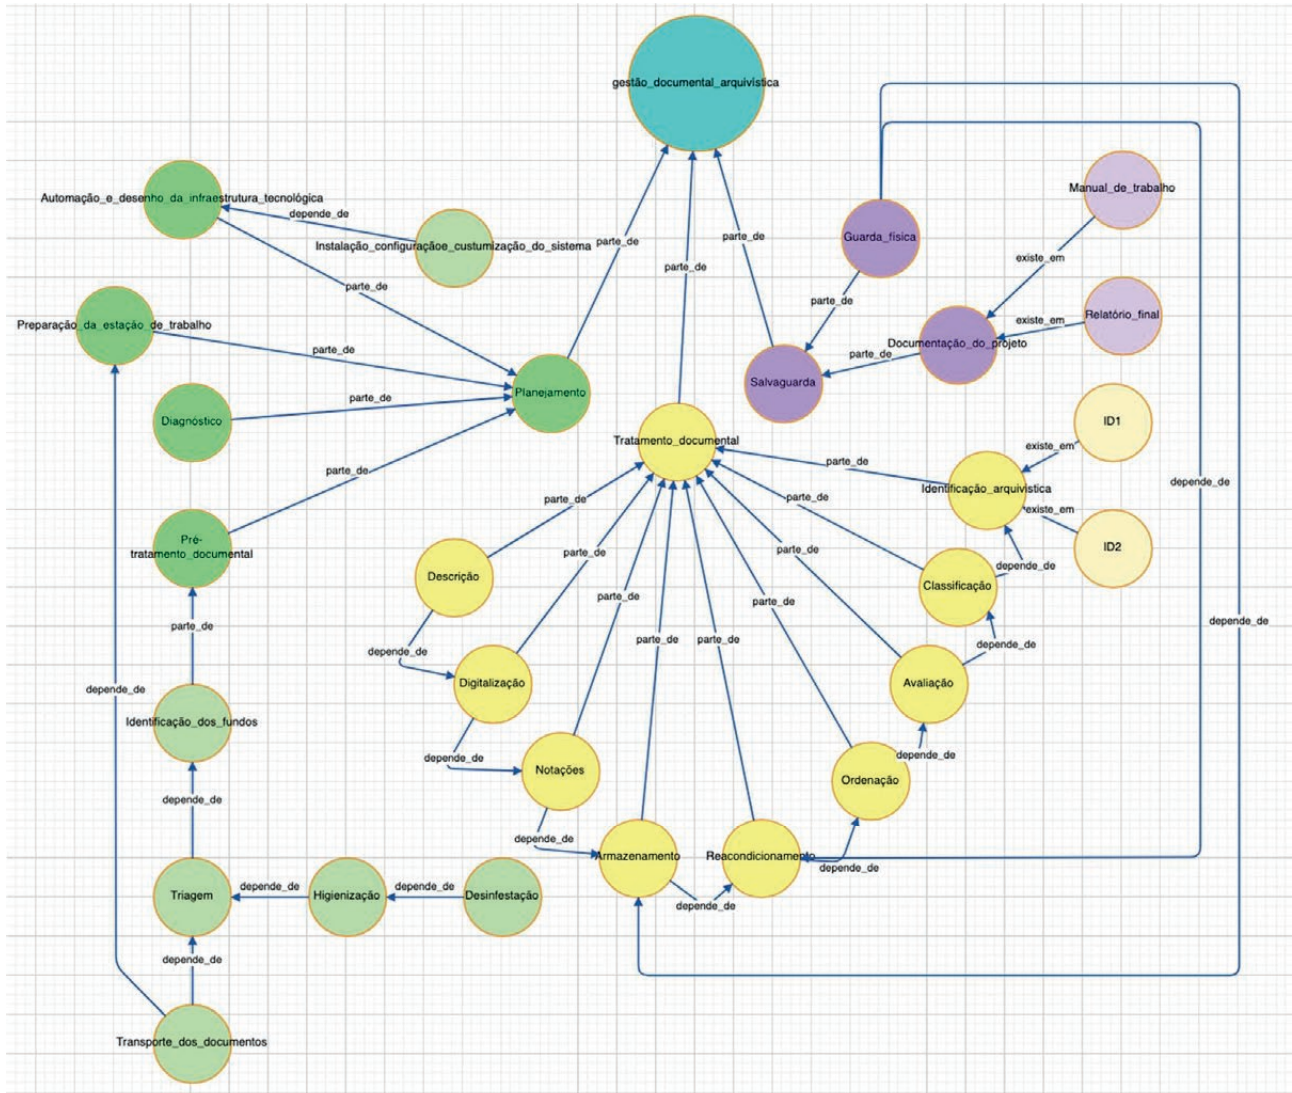 gestão_documental_arquivística
Automação_e_desenho_da_infraestrutura_tecnológica
depende_de
Instalação_configuraçãoe_custumização_do_sistema
parte_de
parte_de
parte_de
parte_de
Guarda_física
Manual_de_trabalho
existe_em
parte_de
Preparação_da_estação_de_trabalho
parte_de
existe_em
Relatório_final
Documentação_do_projeto
parte_de
Salvaguarda
Planejamento
parte_de
Diagnóstico
ID1
Tratamento_documental
existe_em
parte_de
parte_de
Identificação_arquivística
depende_de
parte_de
parte_de
existe_em
Pré-
tratamento_documental
ID2
parte_de
parte_de
depende_de
Descrição
Classificação
parte_de
parte_de
depende_de
parte_de
parte_de
parte_de
depende_de
depende_de
Digitalização
Avaliação
depende_de
Identificação_dos_fundos
depende_de
depende_de
Notações
Ordenação
depende_de
depende_de
Armazenamento
Reacondicionamento
depende_de
depende_de
depende_de
Triagem
Higienização
Desinfestação
depende_de
depende_de
Transporte_dos_documentos